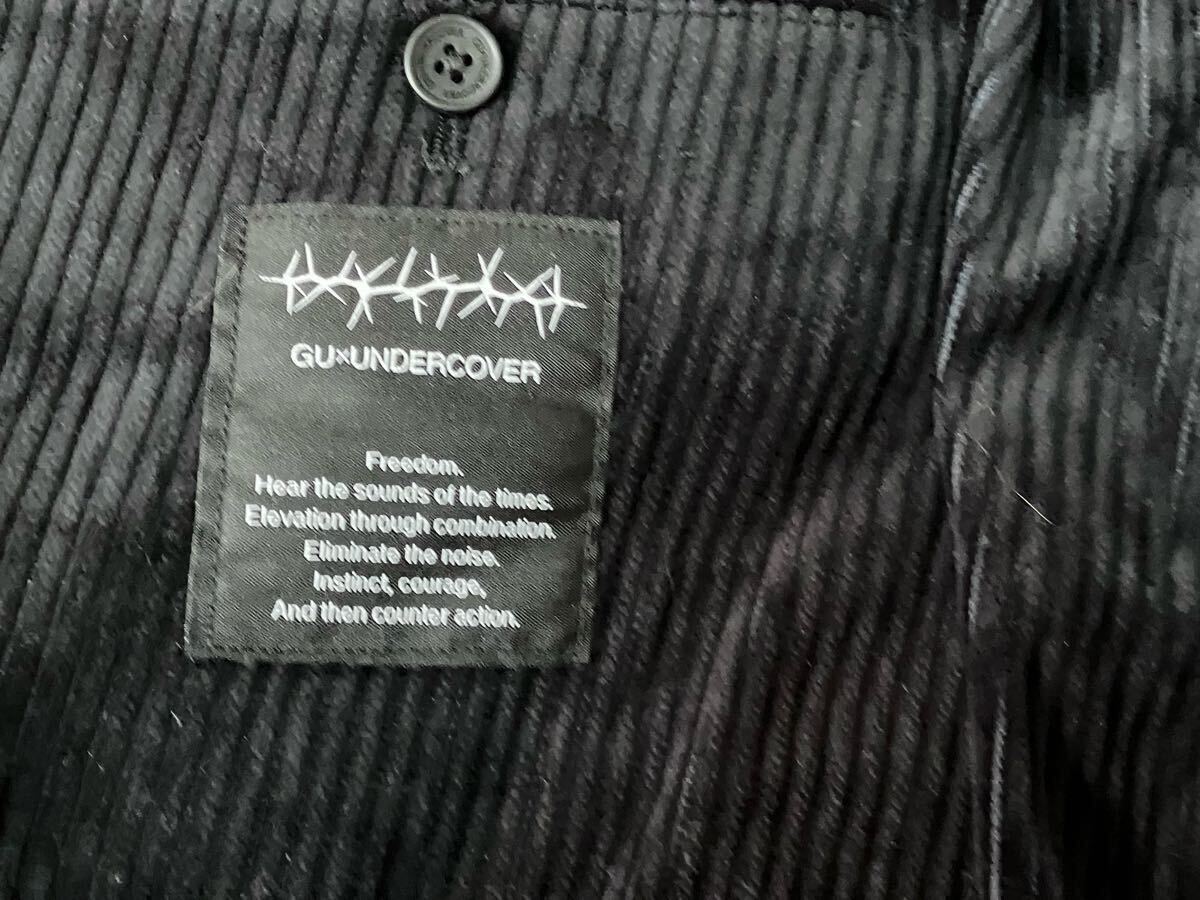 GU×UNDERCOVER
Freedom.
Hear the sounds of the times.
Elevation through combination.
Eliminate the noise.
Instinct, courage,
And then counter action.